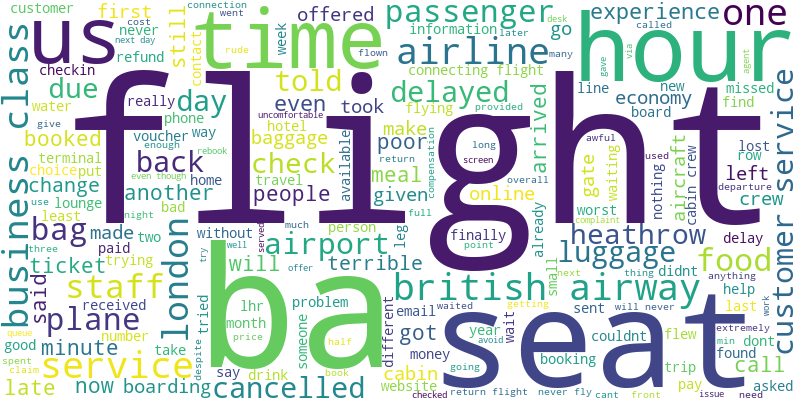 flight
ba
seat
hour
time
us
british airway
service
plane
airline
staff
london
business class
customer service
food
passenger
one
delayed
cancelled
airport
luggage
heathrow
bag
back
check
day
told
due
late
another
change
ticket
booked
people
even
still
first
offered
took
meal
given
poor
make
online
arrived
gate
aircraft
economy
experience
go
left
crew
call
got
will
terrible
said
minute
now
boarding
made
baggage
cabin
customer
never
refund
checkin
really
water
give
phone
voucher
way
enough
hotel
uncomfortable
rebook
travel
home
terminal
choice
put
even though
use
lounge
least
bad
night
three
paid
two
trying
received
number
good
take
queue
spent
claim
contact
week
connection
went
cost
next day
flown
available
without
much
person
full
leg
served
try
well
offer
lhr
month
price
problem
someone
tried
despite
say
drink
half
book
different
email
waited
money
website
checked
wait
getting
year
avoid
going
return flight
booking
never fly
sent
will never
couldnt
cant
front
trip
flew
pay
issue
found
min
dont
extremely
need
work
asked
last
help
anything
delay
didnt
thing
next
small
already
finally
point
long
screen
overall
return
compensation
flying
provided
connecting flight
information
later
called
desk
rude
many
via
gave
agent
line
new
board
missed
find
lost
row
used
departure
cabin crew
nothing
waiting
worst
complaint
awful